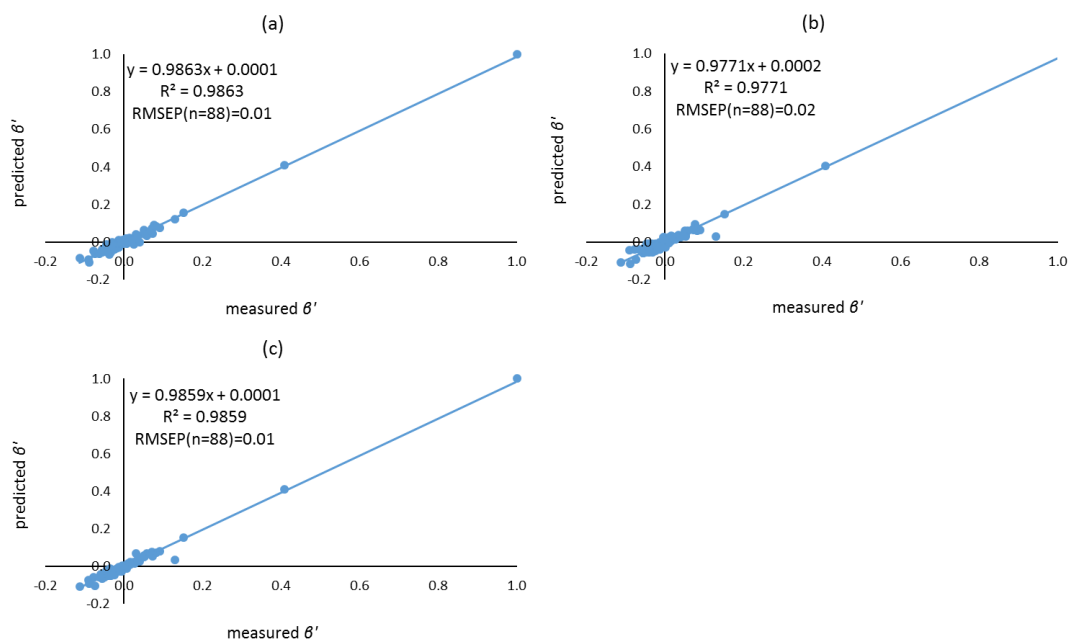 (a)
1.0
0.8
0.6
0.4
0.2
0.0
-0.2
y = 0.9863x + 0.0001
R² = 0.9863
RMSEP(n=88)=0.01
predicted β'
-0.2 0.0 0.2 0.4 0.6 0.8 1.0
measured β'
(b)
1.0
0.8
0.6
0.4
0.2
0.0
-0.2
y = 0.9771x + 0.0002
R² = 0.9771
RMSEP(n=88)=0.02
predicted β'
-0.2 0.0 0.2 0.4 0.6 0.8 1.0
measured β'
(c)
1.0
0.8
0.6
0.4
0.2
0.0
-0.2
y = 0.9859x + 0.0001
R² = 0.9859
RMSEP(n=88)=0.01
predicted β'
-0.2 0.0 0.2 0.4 0.6 0.8 1.0
measured β'